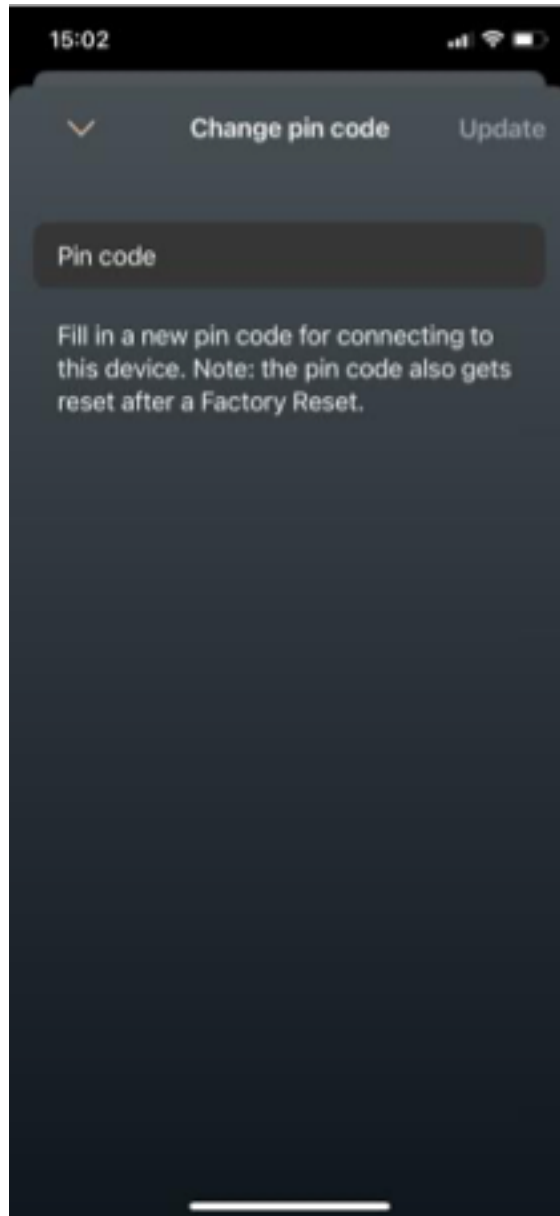 15:02
Change pin code Update
Pin code
Fill in a new pin code for connecting to
this device. Note: the pin code also gets
reset after a Factory Reset.